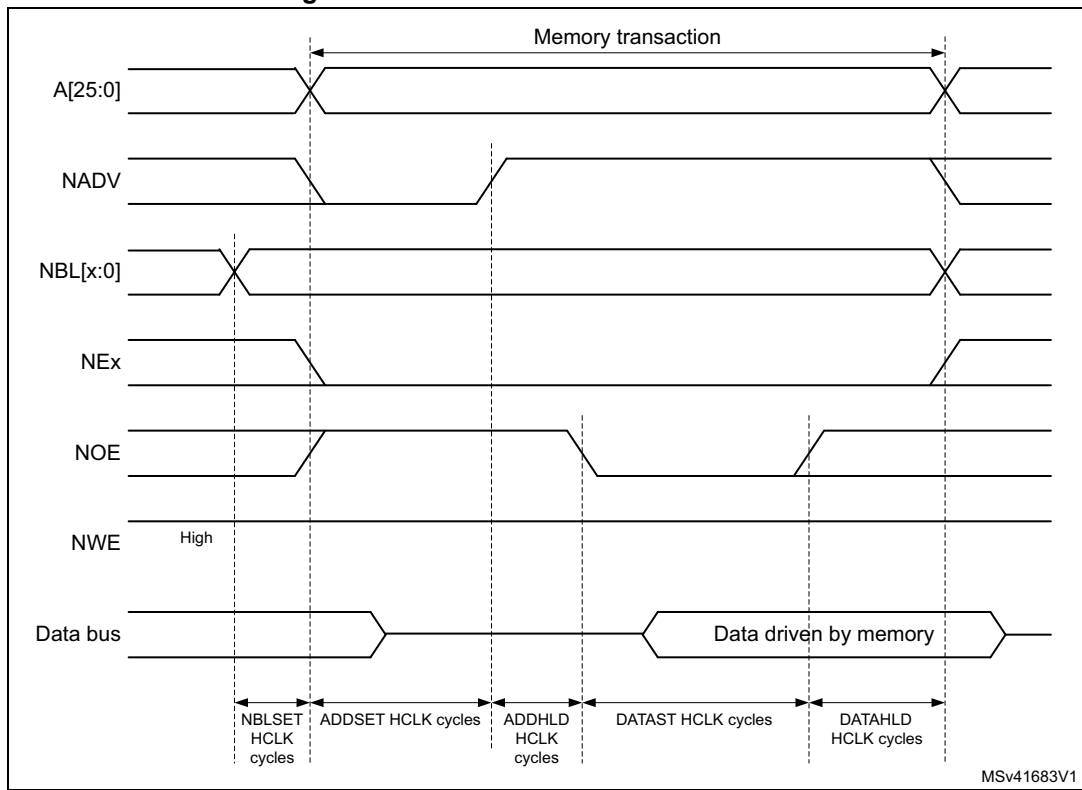 Memory transaction
A[25:0]
NADV
NBL[x:0]
NEx
NOE
NWE High
Data bus Data driven by memory
NBLSET
HCLK
cycles
ADDSET HCLK cycles
ADDHLD
HCLK
cycles
DATAST HCLK cycles
DATAHLD
HCLK cycles
MSv41683V1